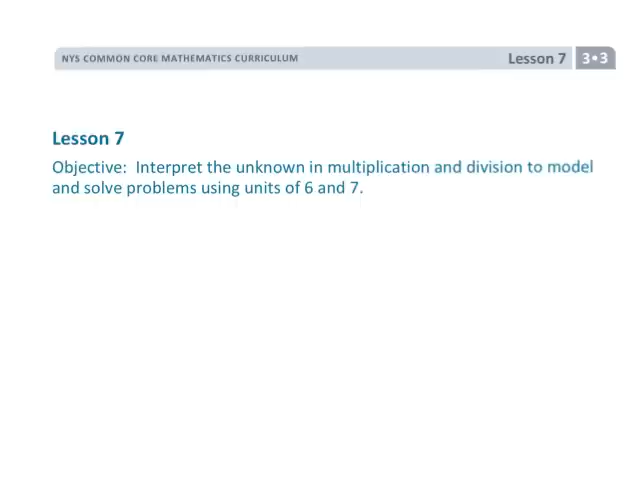 NYS COMMON CORE MATHEMATICS CURRICULUM Lesson 7 3•3
Lesson 7
Objective: Interpret the unknown in multiplication and division to model
and solve problems using units of 6 and 7.